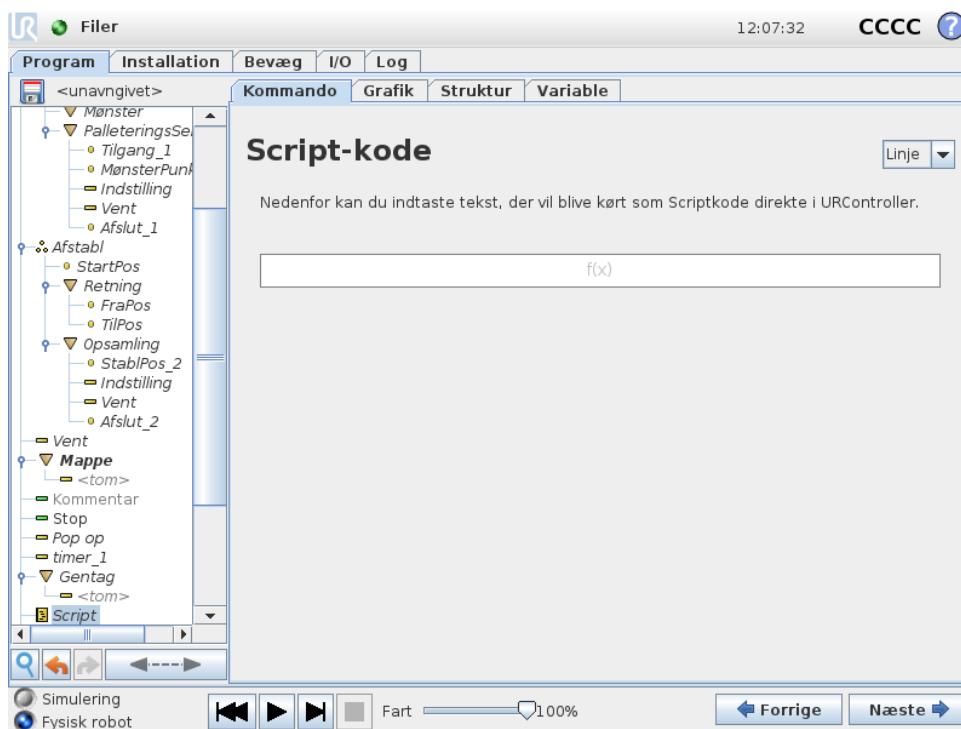 UR Filer 12:07:32 CCCC ?
Program Installation Bevæg I/O Log
<unavngivet> Kommando Grafik Struktur Variable
Mønster
PalleteringsSe
Tilgang_1
MønsterPunk
Indstilling
Vent
Afslut_1
Afstabl
StartPos
Retning
FraPos
TilPos
Opsamling
StablPos_2
Indstilling
Vent
Afslut_2
Vent
Mappe
<tom>
Kommentar
Stop
Pop op
timer_1
Gentag
<tom>
Script
Script-kode
Linje
Nedenfor kan du indtaste tekst, der vil blive kørt som Scriptkode direkte i URController.
f(x)
Simulering
Fysisk robot
Fart 100%
Forrige Næste